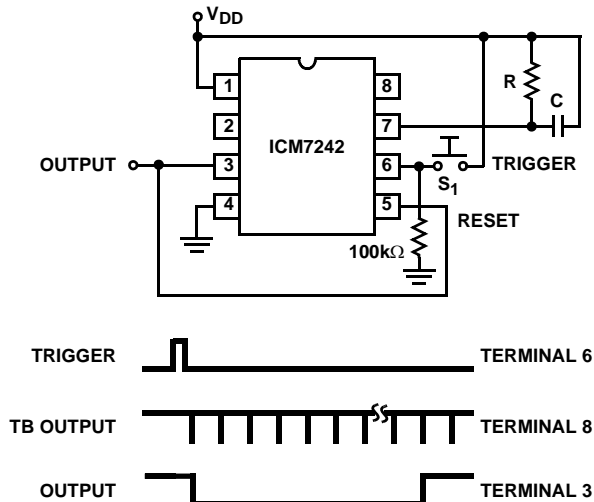 VDD
1
8
R
C
2
7
ICM7242
OUTPUT
3
6
TRIGGER
S1
4
5
RESET
100kΩ
TRIGGER
TERMINAL 6
TB OUTPUT
TERMINAL 8
OUTPUT
TERMINAL 3